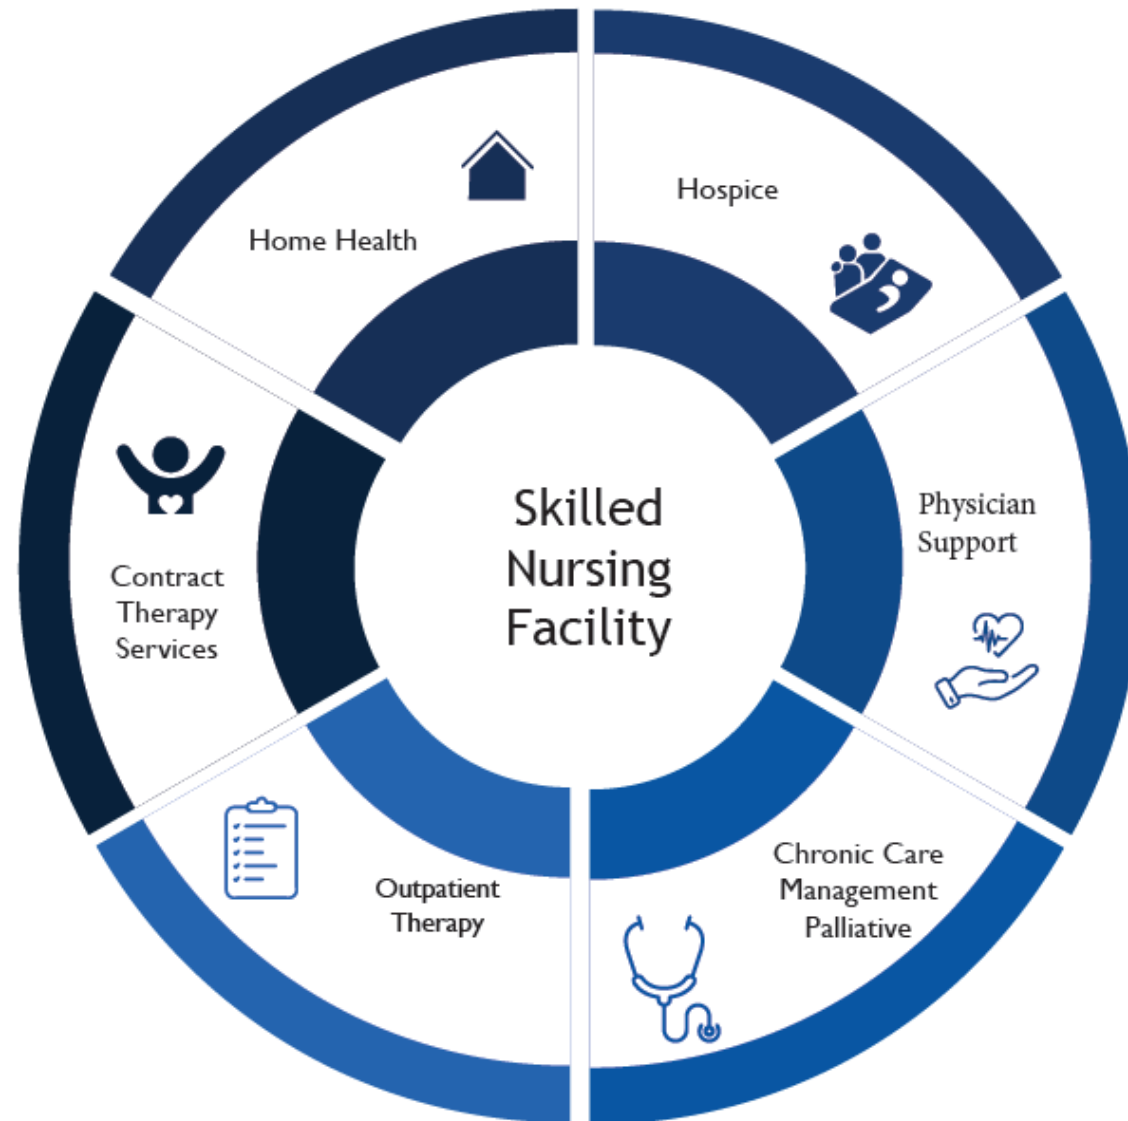 Home Health
Hospice
Physician
Support
Chronic Care
Management
Palliative
Outpatient
Therapy
Contract
Therapy
Services
Skilled
Nursing
Facility